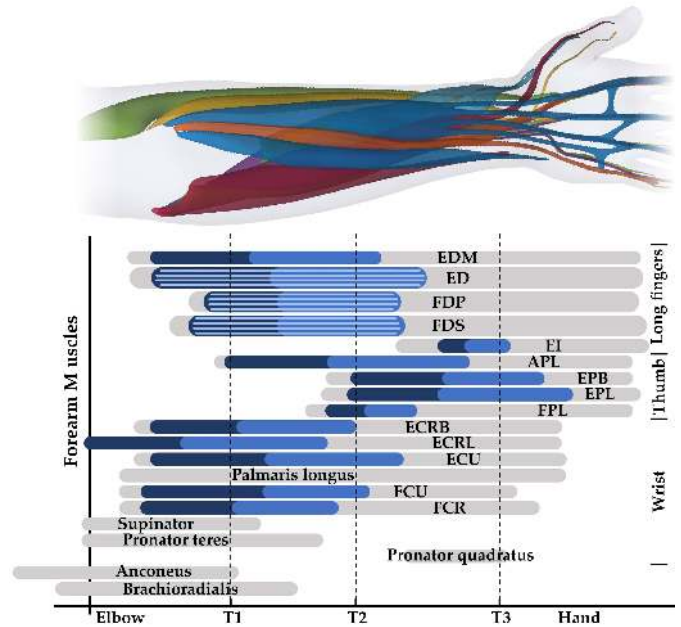 EDM
ED
FDP
FDS
EI
APL
EPB
EPL
FPL
ECRB
ECRL
ECU
Palmaris longus
FCU
FCR
Supinator
Pronator teres
Pronator quadratus
Anconeus
Brachioradialis
Elbow T1 T2 T3 Hand
Forearm Muscles
Long fingers
Thumb
Wrist